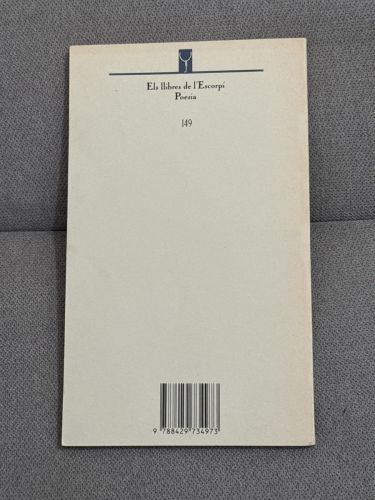 Els llibres de l'Escorpí
Poesia
149
9 788429 734973